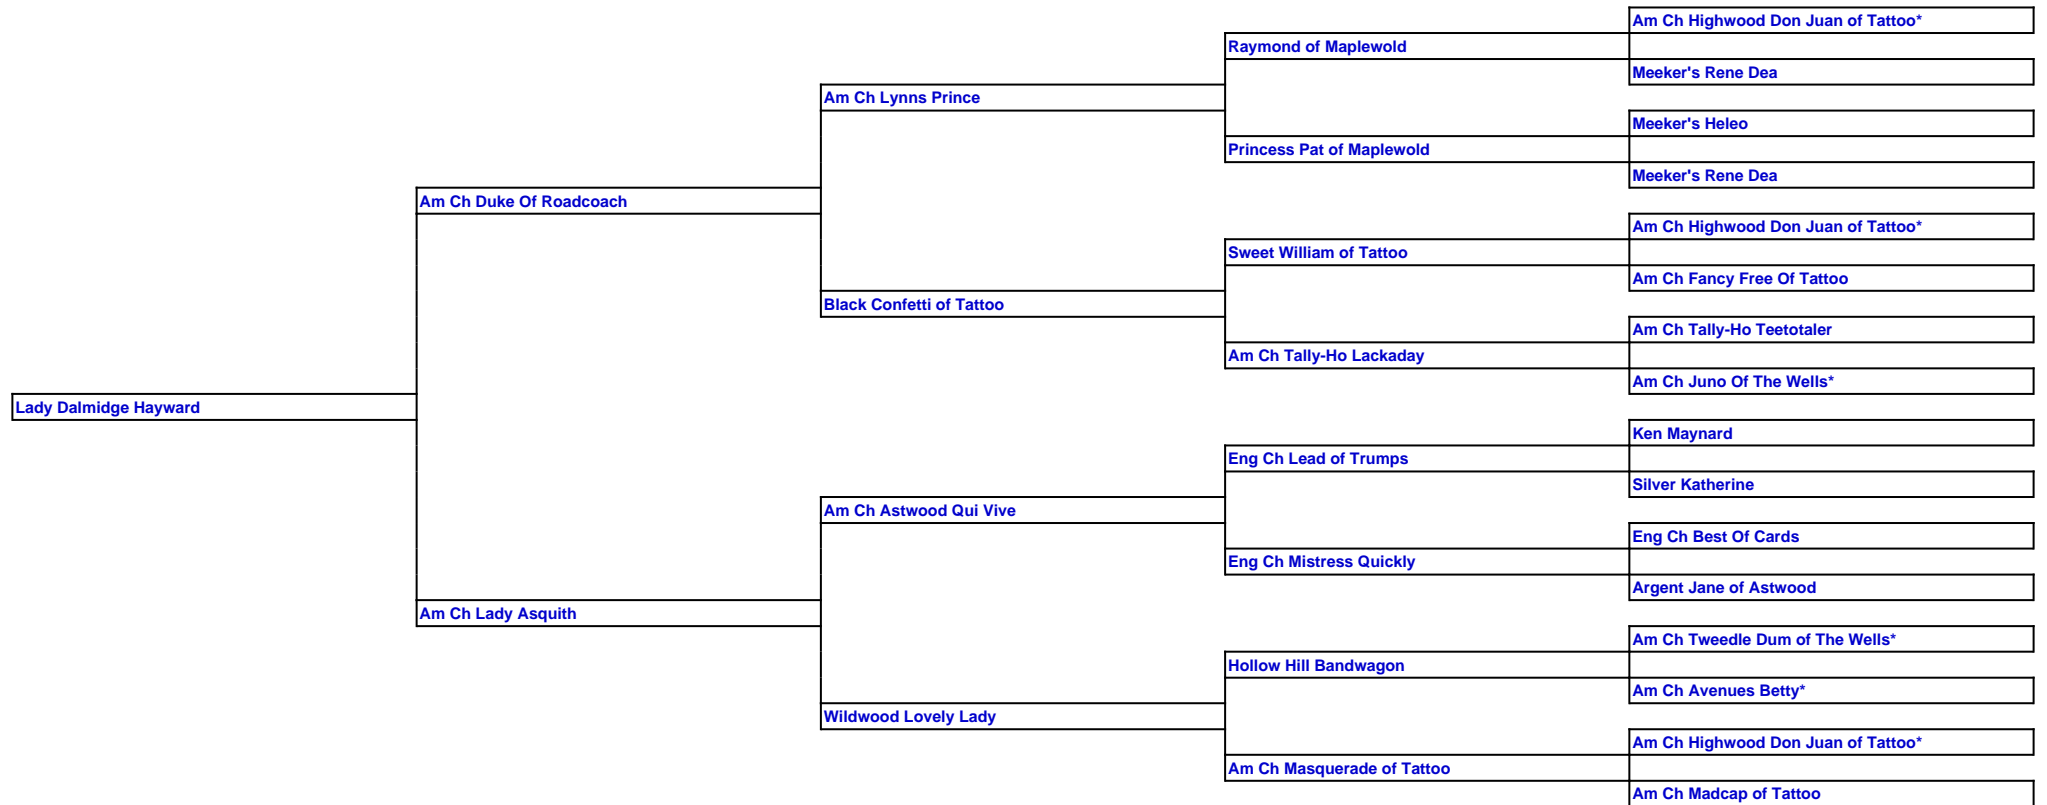 Am Ch Highwood Don Juan of Tattoo*
Raymond of Maplewold
Meeker's Rene Dea
Am Ch Lynns Prince
Meeker's Heleo
Princess Pat of Maplewold
Meeker's Rene Dea
Am Ch Duke Of Roadcoach
Am Ch Highwood Don Juan of Tattoo*
Sweet William of Tattoo
Am Ch Fancy Free Of Tattoo
Black Confetti of Tattoo
Am Ch Tally-Ho Teetotaler
Am Ch Tally-Ho Lackaday
Am Ch Juno Of The Wells*
Lady Dalmidge Hayward
Ken Maynard
Eng Ch Lead of Trumps
Silver Katherine
Am Ch Astwood Qui Vive
Eng Ch Best Of Cards
Eng Ch Mistress Quickly
Argent Jane of Astwood
Am Ch Lady Asquith
Am Ch Tweedle Dum of The Wells*
Hollow Hill Bandwagon
Am Ch Avenues Betty*
Wildwood Lovely Lady
Am Ch Highwood Don Juan of Tattoo*
Am Ch Masquerade of Tattoo
Am Ch Madcap of Tattoo